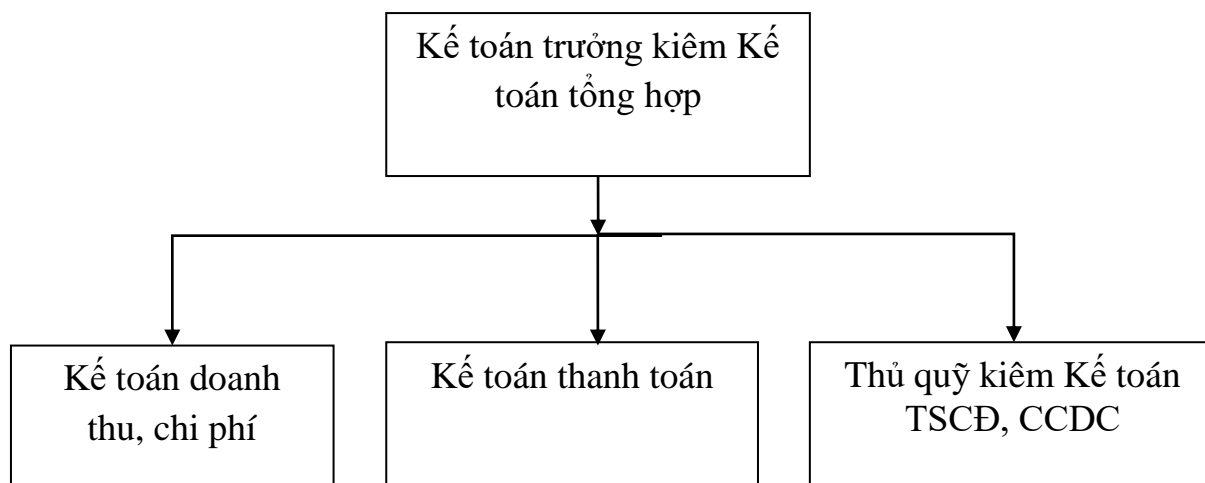 Kế toán trưởng kiêm Kế
toán tổng hợp
Kế toán doanh
thu, chi phí
Kế toán thanh toán
Thủ quỹ kiêm Kế toán
TSCĐ, CCDC